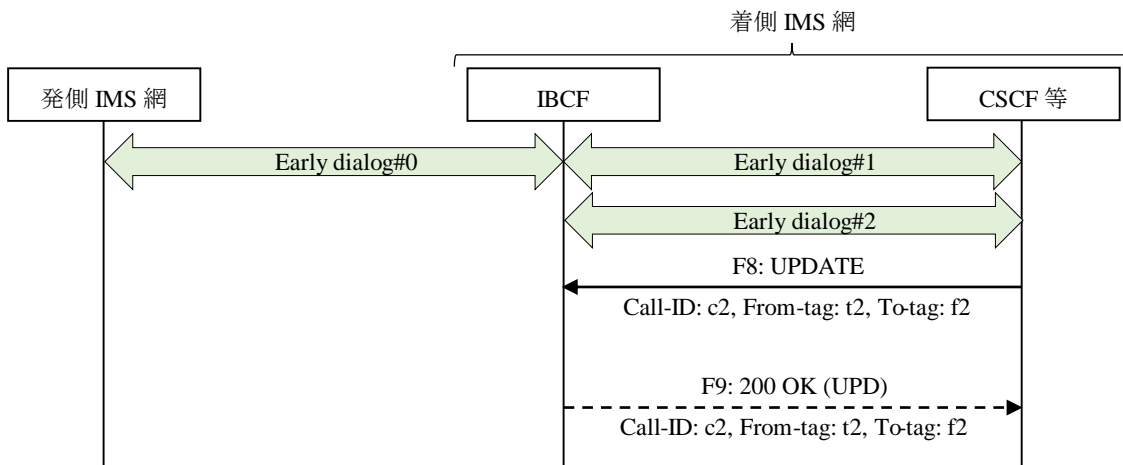 着側 IMS 網
発側 IMS 網
IBCF
CSCF 等
Early dialog#0
Early dialog#1
Early dialog#2
F8: UPDATE
Call-ID: c2, From-tag: t2, To-tag: f2
F9: 200 OK (UPD)
Call-ID: c2, From-tag: t2, To-tag: f2